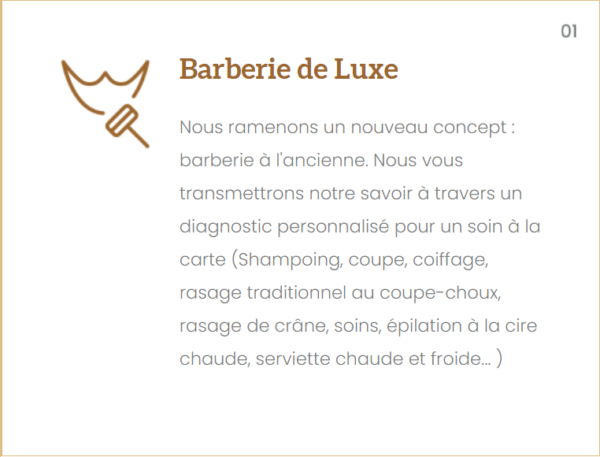 01
Barberie de Luxe
Nous ramenons un nouveau concept :
barberie à l'ancienne. Nous vous
transmettrons notre savoir à travers un
diagnostic personnalisé pour un soin à la
carte (Shampoing, coupe, coiffage,
rasage traditionnel au coupe-choux,
rasage de crâne, soins, épilation à la cire
chaude, serviette chaude et froide... )